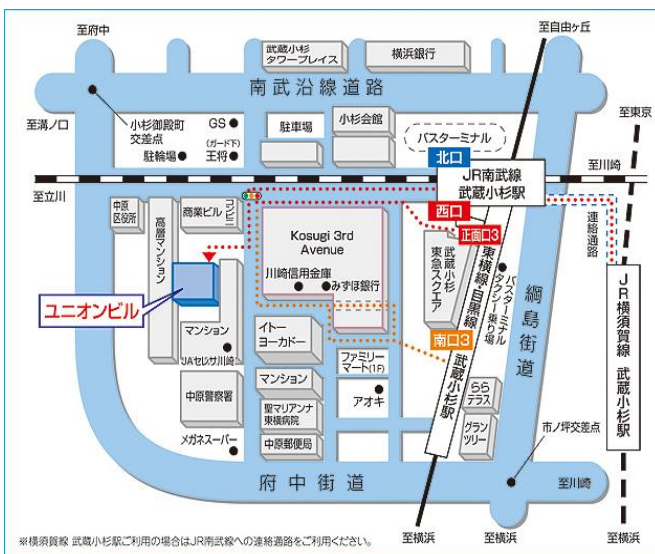 至府中
武蔵小杉
タワープレイス
横浜銀行
至自由ヶ丘
南武沿線道路
至溝ノ口
小杉御殿町
交差点
GS
駐輪場
(ガード下)
王将
駐車場
小杉会館
バスターミナル
至東京
北口
JR南武線
武蔵小杉駅
至川崎
至立川
中原
区役所
高層マンション
商業ビル
コンビニ
西口
正面口3
Kosugi 3rd
Avenue
川崎信用金庫
みずほ銀行
武蔵小杉
東急スクエア
東横線・目黒線
武蔵小杉駅
バスターミナル
タクシー乗り場
連絡通路
綱島街道
JR横須賀線 武蔵小杉駅
ユニオンビル
マンション
JAセレサ川崎
イトー
ヨーカドー
南口3
ファミリー
マート(1F)
アオキ
中原警察署
マンション
聖マリアンナ
東横病院
中原郵便局
メガネスーパー
らら
テラス
グラン
ツリー
市ノ坪交差点
府中街道
至川崎
至横浜
至横浜
至横浜
※横須賀線 武蔵小杉駅ご利用の場合はJR南武線への連絡通路をご利用ください。